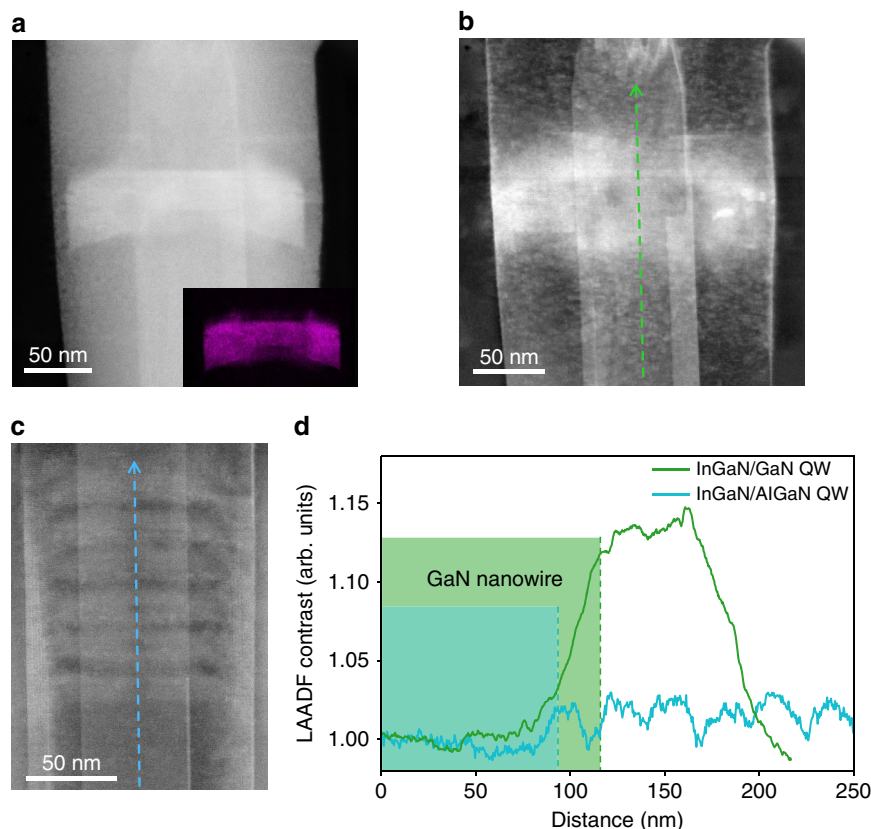 a
50 nm
b
50 nm
c
50 nm
d
InGaN/GaN QW
InGaN/AlGaN QW
GaN nanowire
LAADF contrast (arb. units)
1.15
1.10
1.05
1.00
0
50
100
150
200
250
Distance (nm)